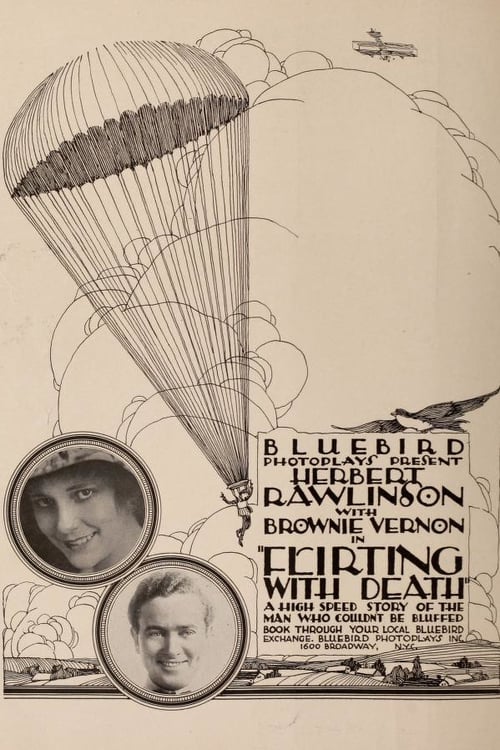 BLUEBIRD
PHOTOPLAYS PRESENT
HERBERT
RAWLINSON
WITH
BROWNIE VERNON
IN
"FLIRTING
WITH DEATH"
A HIGH SPEED STORY OF THE
MAN WHO COULDNT BE BLUFFED
BOOK THROUGH YOUR LOCAL BLUEBIRD
EXCHANGE. BLUEBIRD PHOTOPLAYS INC.
1600 BROADWAY, N.Y.C.